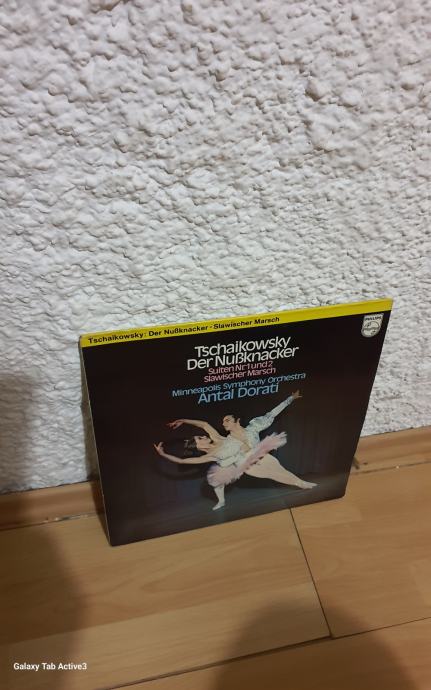 Tschaikowsky: Der Nußknacker · Slawischer Marsch
PHILIPS
Tschaikowsky
Der Nußknacker
Suiten Nr.1 und 2
Slawischer Marsch
Minneapolis Symphony Orchestra
Antal Dorati
Galaxy Tab Active3